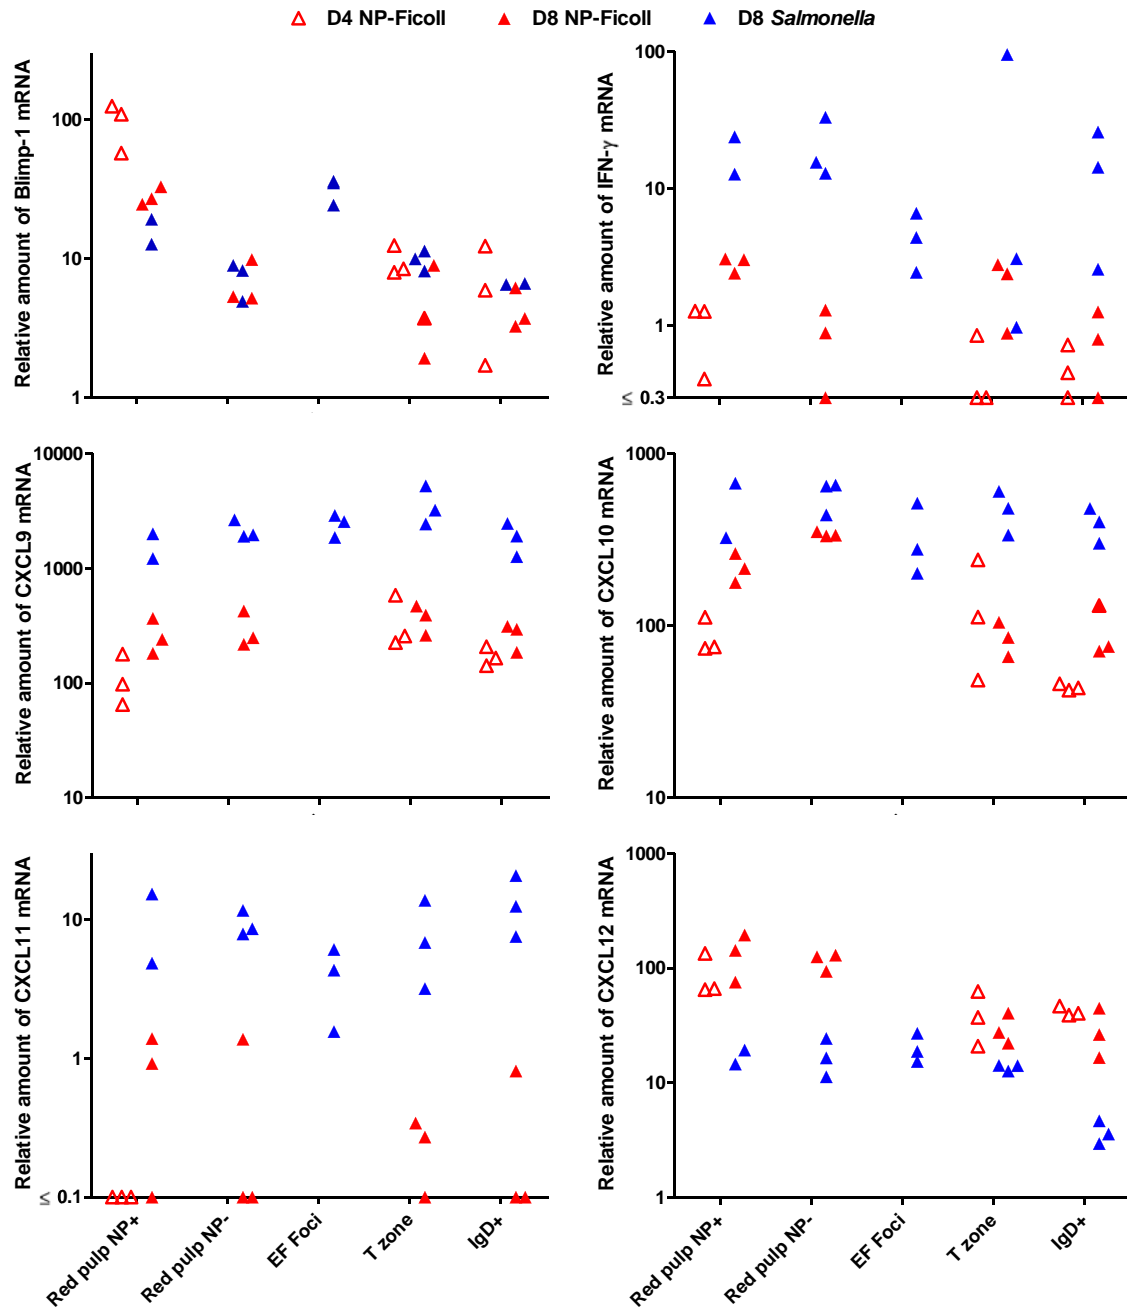 D4 NP-Ficoll D8 NP-Ficoll D8 Salmonella
Relative amount of Blimp-1 mRNA
100
10
1
Relative amount of IFN-γ mRNA
100
10
1
≤ 0.3
Relative amount of CXCL9 mRNA
10000
1000
100
10
Relative amount of CXCL10 mRNA
1000
100
10
Relative amount of CXCL11 mRNA
10
1
≤ 0.1
Red pulp NP+
Red pulp NP-
EF Foci
T zone
IgD+
Relative amount of CXCL12 mRNA
1000
100
10
1
Red pulp NP+
Red pulp NP-
EF Foci
T zone
IgD+